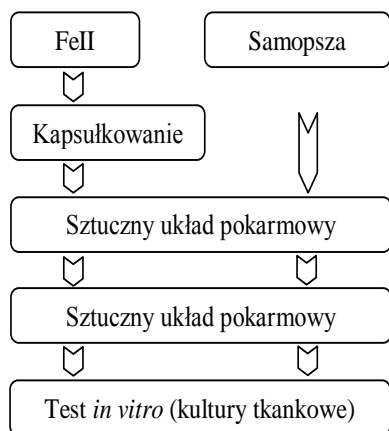 FeII
Samopsza
Kapsułkowanie
Sztuczny układ pokarmowy
Sztuczny układ pokarmowy
Test in vitro (kultury tkankowe)